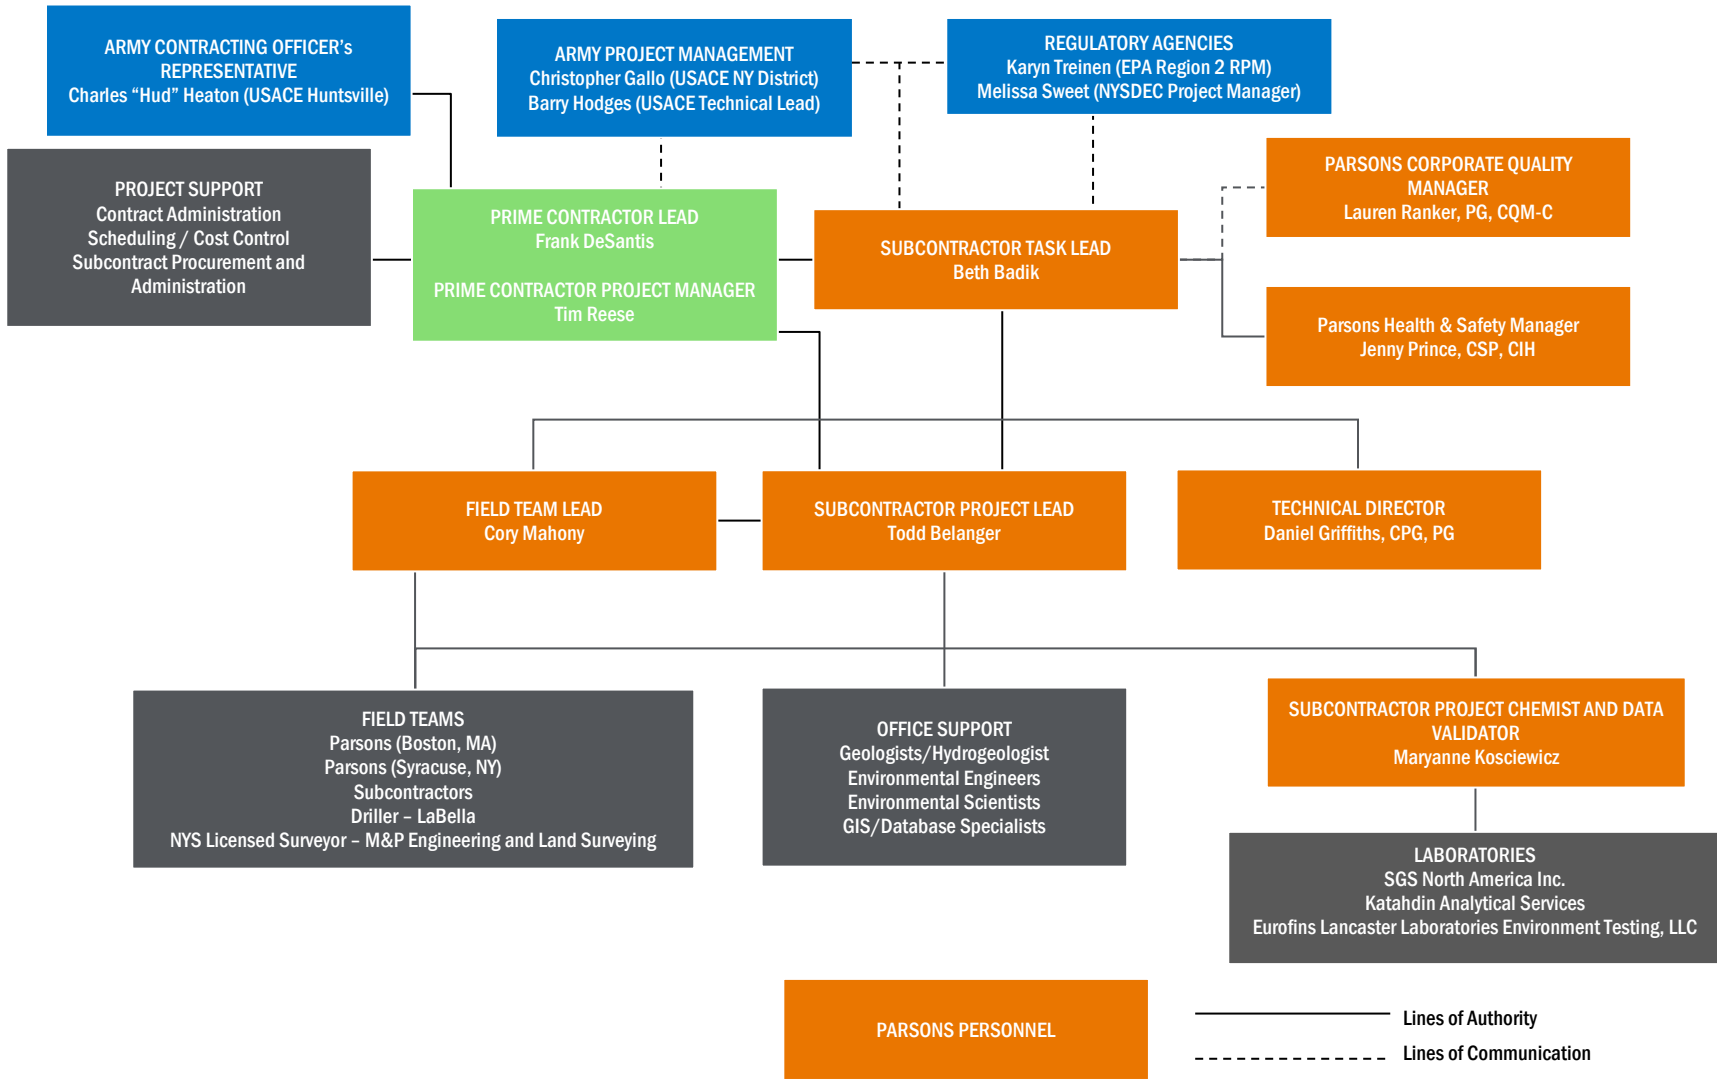 ARMY CONTRACTING OFFICER's
REPRESENTATIVE
Charles “Hud” Heaton (USACE Huntsville)
ARMY PROJECT MANAGEMENT
Christopher Gallo (USACE NY District)
Barry Hodges (USACE Technical Lead)
REGULATORY AGENCIES
Karyn Treinen (EPA Region 2 RPM)
Melissa Sweet (NYSDEC Project Manager)
PROJECT SUPPORT
Contract Administration
Scheduling / Cost Control
Subcontract Procurement and
Administration
PRIME CONTRACTOR LEAD
Frank DeSantis
PRIME CONTRACTOR PROJECT MANAGER
Tim Reese
SUBCONTRACTOR TASK LEAD
Beth Badik
PARSONS CORPORATE QUALITY
MANAGER
Lauren Ranker, PG, CQM-C
Parsons Health & Safety Manager
Jenny Prince, CSP, CIH
FIELD TEAM LEAD
Cory Mahony
SUBCONTRACTOR PROJECT LEAD
Todd Belanger
TECHNICAL DIRECTOR
Daniel Griffiths, CPG, PG
FIELD TEAMS
Parsons (Boston, MA)
Parsons (Syracuse, NY)
Subcontractors
Driller – LaBella
NYS Licensed Surveyor – M&P Engineering and Land Surveying
OFFICE SUPPORT
Geologists/Hydrogeologist
Environmental Engineers
Environmental Scientists
GIS/Database Specialists
SUBCONTRACTOR PROJECT CHEMIST AND DATA
VALIDATOR
Maryanne Kosciewicz
LABORATORIES
SGS North America Inc.
Katahdin Analytical Services
Eurofins Lancaster Laboratories Environment Testing, LLC
PARSONS PERSONNEL
Lines of Authority
Lines of Communication